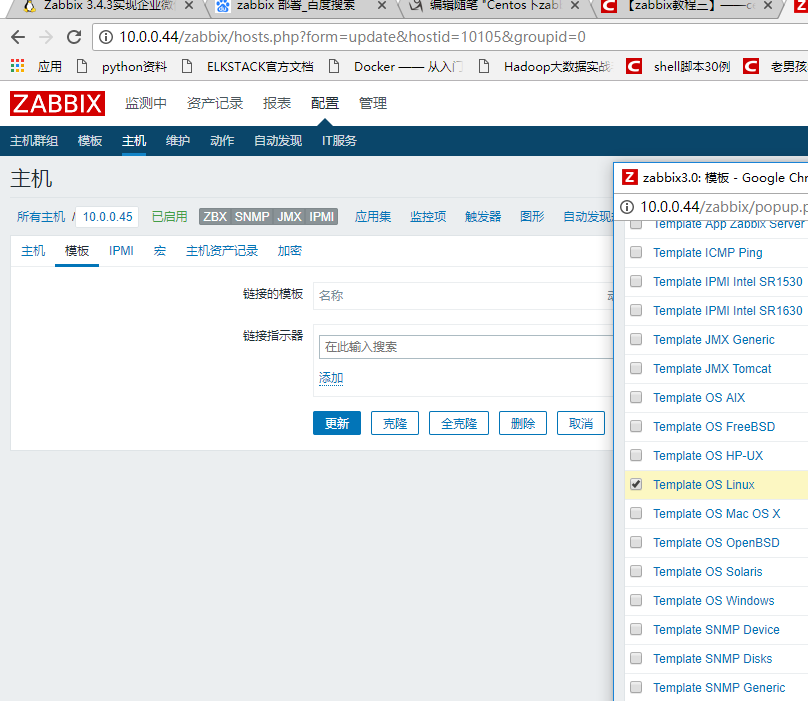 Zabbix 3.4.3实现企业微
zabbix 部署_百度搜索
编辑随笔 "Centos 下zabl
【zabbix教程三】——c
10.0.0.44/zabbix/hosts.php?form=update&hostid=10105&groupid=0
应用 python资料 ELKSTACK官方文档 Docker —— 从入门 Hadoop大数据实战 shell脚本30例 老男孩
ZABBIX 监测中 资产记录 报表 配置 管理
主机群组 模板 主机 维护 动作 自动发现 IT服务
主机
所有主机 / 10.0.0.45 已启用 ZBX SNMP JMX IPMI 应用集 监控项 触发器 图形 自动发现
主机 模板 IPMI 宏 主机资产记录 加密
链接的模板 名称
链接指示器
在此输入搜索
添加
更新 克隆 全克隆 删除 取消
zabbix3.0: 模板 - Google Chr
10.0.0.44/zabbix/popup.p
Template App Zabbix Server
Template ICMP Ping
Template IPMI Intel SR1530
Template IPMI Intel SR1630
Template JMX Generic
Template JMX Tomcat
Template OS AIX
Template OS FreeBSD
Template OS HP-UX
Template OS Linux
Template OS Mac OS X
Template OS OpenBSD
Template OS Solaris
Template OS Windows
Template SNMP Device
Template SNMP Disks
Template SNMP Generic